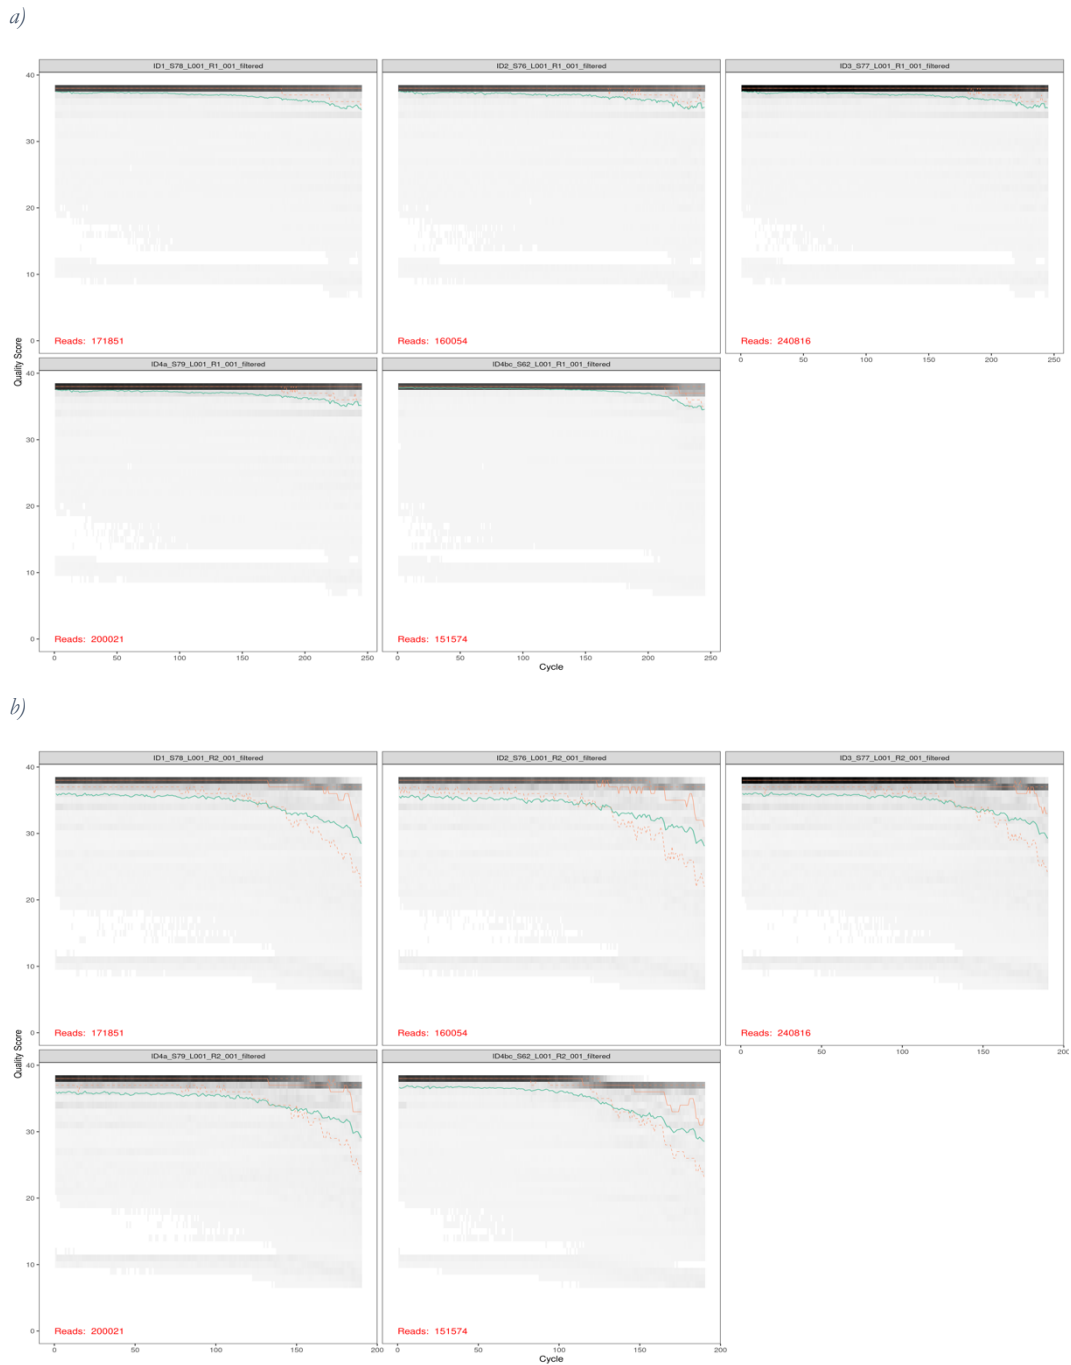 a)
ID1_S78_L001_R1_001_filtered ID2_S76_L001_R1_001_filtered ID3_S77_L001_R1_001_filtered
40
30
20
10
0
Reads: 171851 Reads: 160054 Reads: 240816
0 50 100 150 200 250
Quality Score
ID4a_S79_L001_R1_001_filtered ID4bc_S62_L001_R1_001_filtered
40
30
20
10
0
Reads: 200021 Reads: 151574
0 50 100 150 200 250 0 50 100 150 200 250
Cycle
b)
ID1_S78_L001_R2_001_filtered ID2_S76_L001_R2_001_filtered ID3_S77_L001_R2_001_filtered
40
30
20
10
0
Reads: 171851 Reads: 160054 Reads: 240816
0 50 100 150 200
Quality Score
ID4a_S79_L001_R2_001_filtered ID4bc_S62_L001_R2_001_filtered
40
30
20
10
0
Reads: 200021 Reads: 151574
0 50 100 150 200 0 50 100 150 200
Cycle